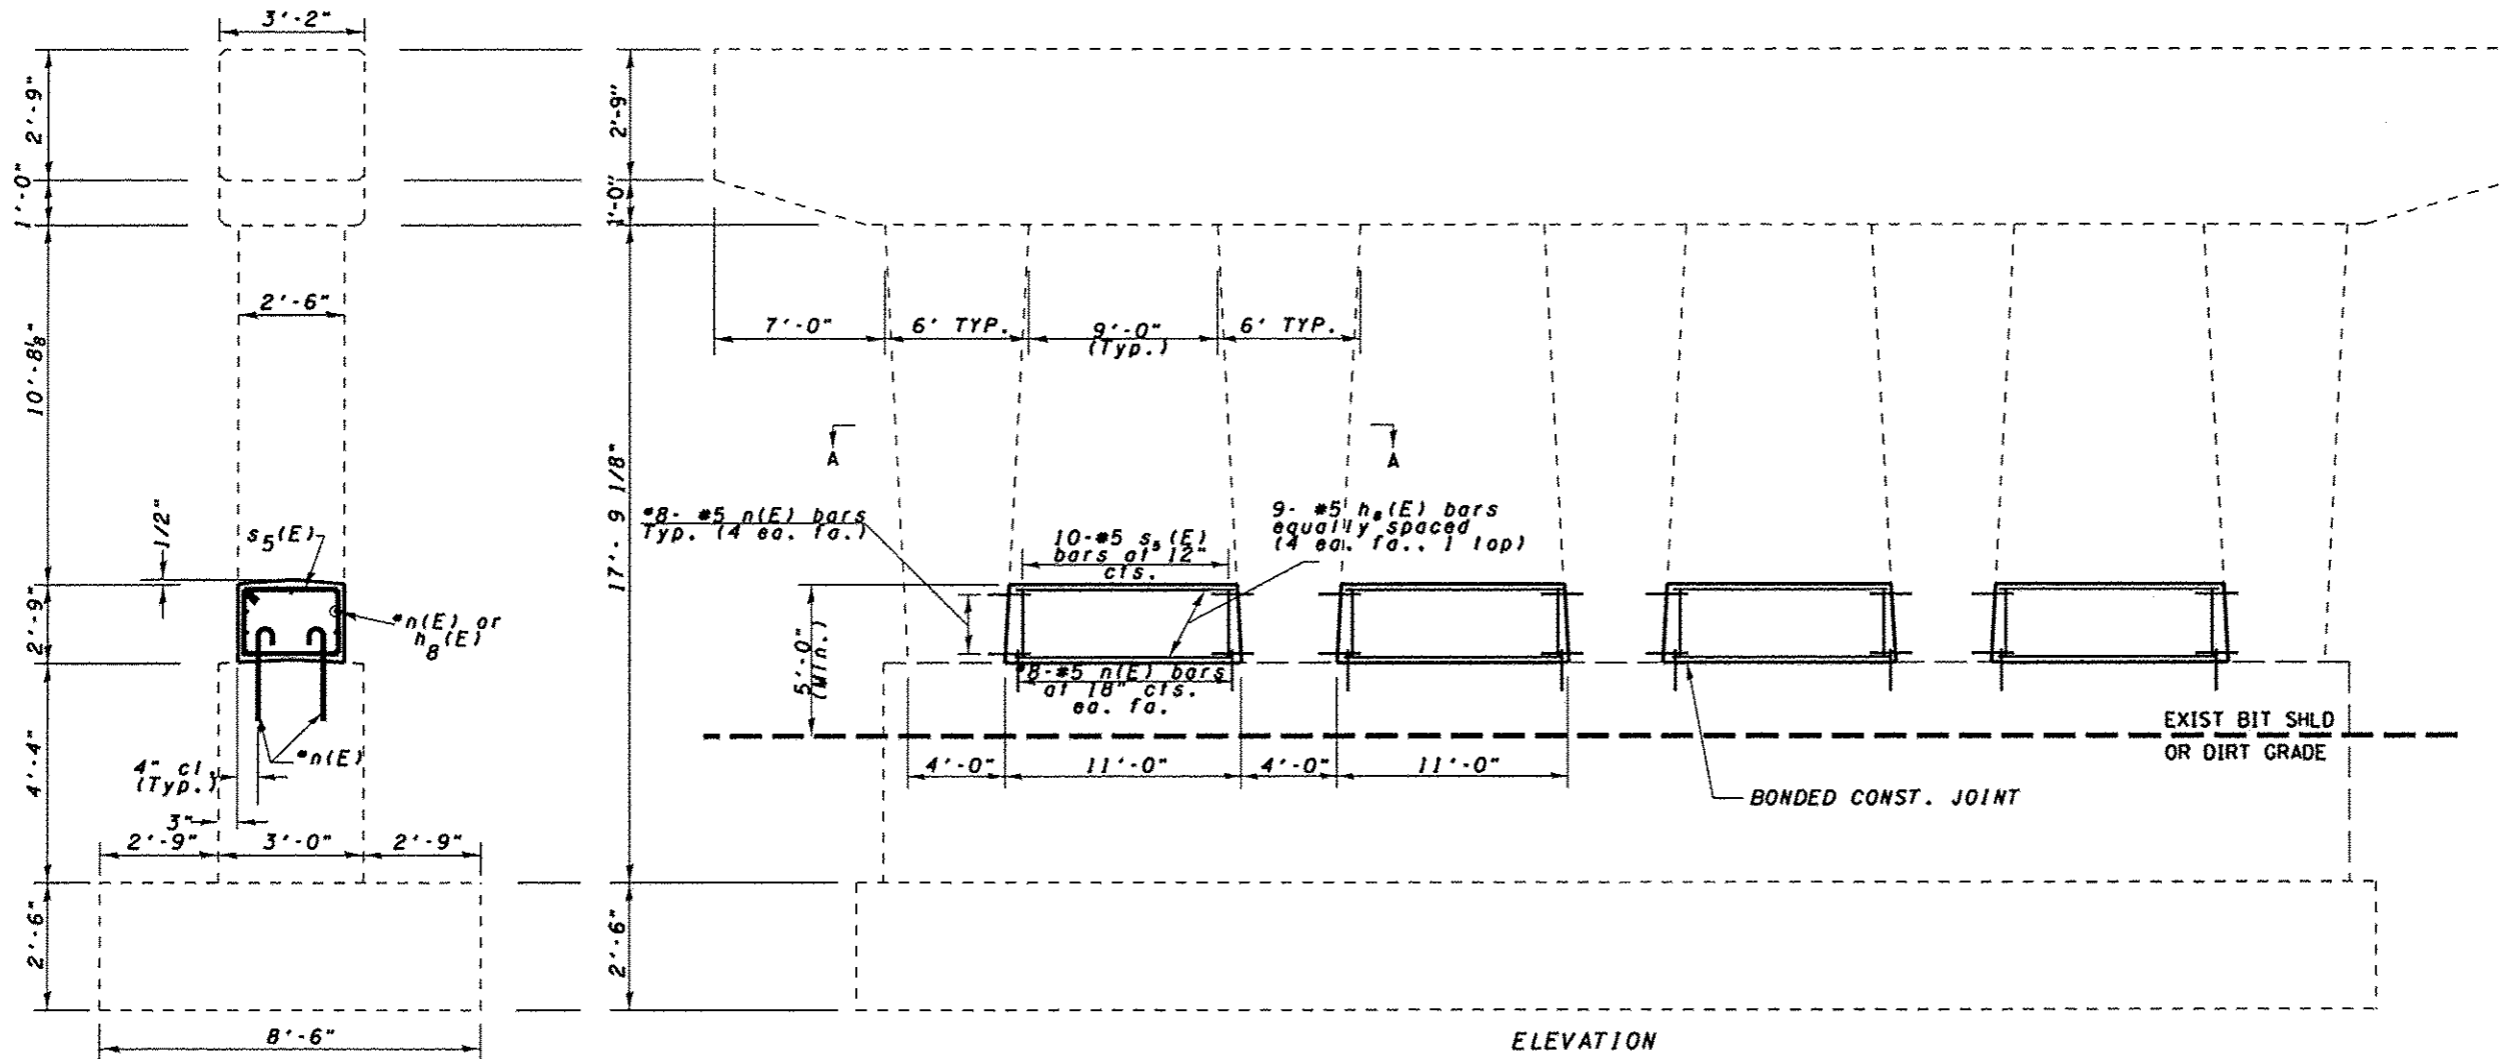 3'-2"
2'-9"
1'-0"
10'-8 1/8"
2'-6"
1/2"
s5(E)
2'-9"
*n(E) or
h8(E)
*n(E)
4'-4"
4" cl.
(Typ.)
3"
2'-9"
3'-0"
2'-9"
2'-6"
8'-6"
2'-9"
1'-0"
17'-9 1/8"
2'-6"
7'-0"
6' TYP.
9'-0"
(Typ.)
6' TYP.
A
A
*8- #5 n(E) bars
Typ. (4 ea. fa.)
10-#5 s5(E)
bars at 12"
cts.
9- #5 h8(E) bars
equally spaced
(4 ea. fa., 1 top)
5'-0"
(Min.)
*8-#5 n(E) bars
at 18" cts.
ea. fa.
4'-0"
11'-0"
4'-0"
11'-0"
EXIST BIT SHLD
OR DIRT GRADE
BONDED CONST. JOINT
ELEVATION